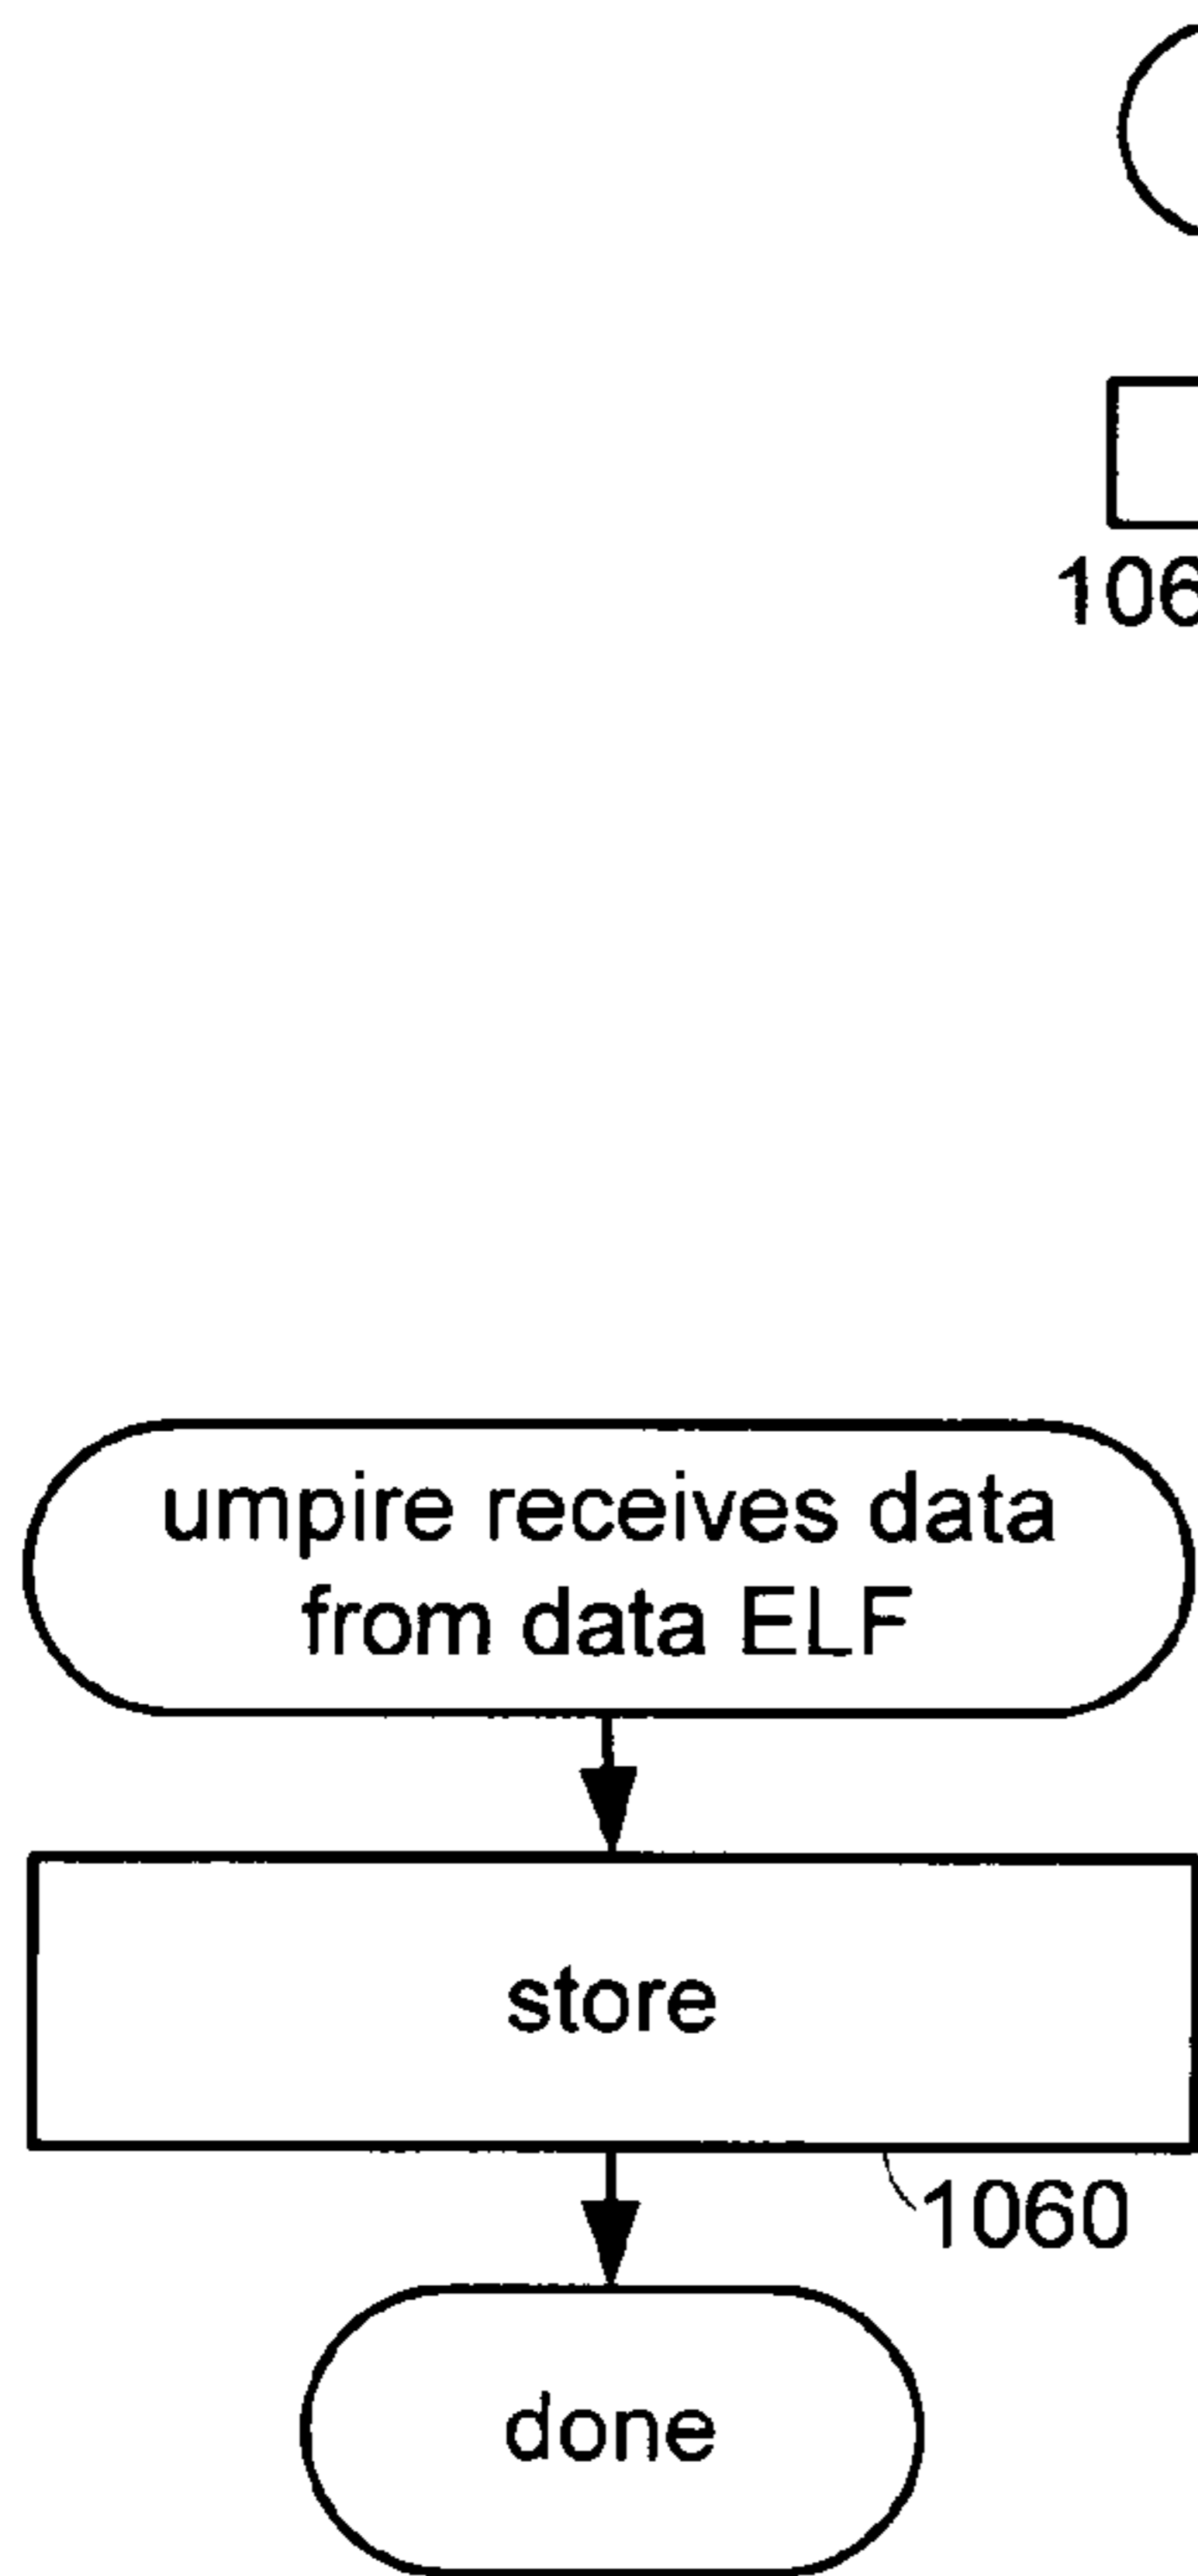 umpire receives data
from data ELF
store
1060
done